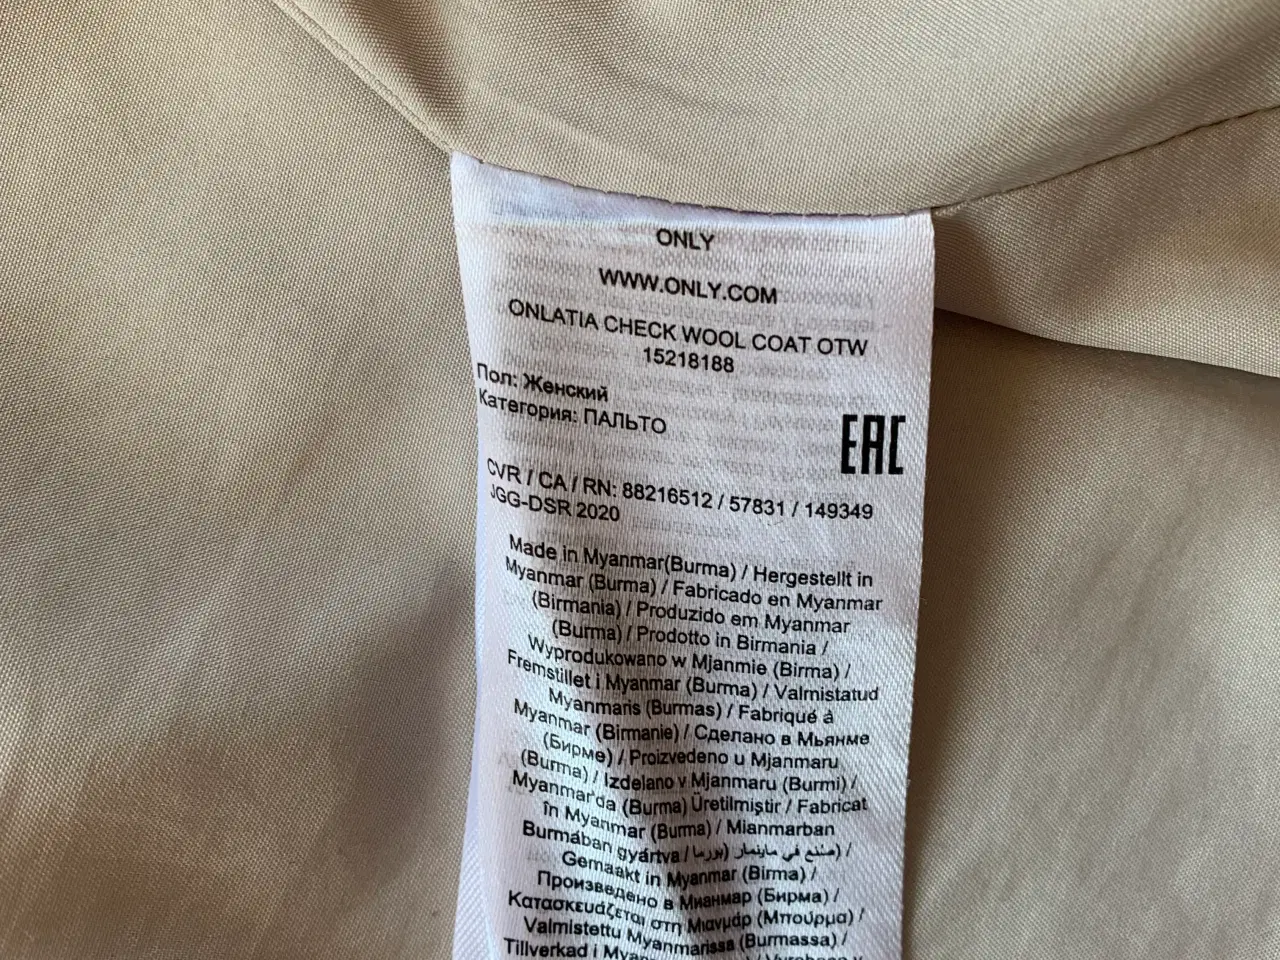 ONLY
WWW.ONLY.COM
ONLATIA CHECK WOOL COAT OTW
15218188
Пол: Женский
Категория: ПАЛЬТО
EAC
CVR / CA / RN: 88216512 / 57831 / 149349
JGG-DSR 2020
Made in Myanmar(Burma) / Hergestellt in
Myanmar (Burma) / Fabricado en Myanmar
(Birmania) / Produzido em Myanmar
(Burma) / Prodotto in Birmania /
Wyprodukowano w Mjanmie (Birma) /
Fremstillet i Myanmar (Burma) / Valmistatud
Myanmaris (Burmas) / Fabriqué à
Myanmar (Birmanie) / Сделано в Мьянме
(Бирме) / Proizvedeno u Mjanmaru
(Burma) / Izdelano v Mjanmaru (Burmi) /
Myanmar'da (Burma) Üretilmiştir / Fabricat
în Myanmar (Burma) / Mianmarban
Burmában gyártva / صنع في ماينمار (بورما) /
Gemaakt in Myanmar (Birma) /
Произведено в Мианмар (Бирма) /
Κατασκευάζεται στη Μιανμάρ (Μπούρμα) /
Valmistettu Myanmarissa (Burmassa) /
Tillverkad i